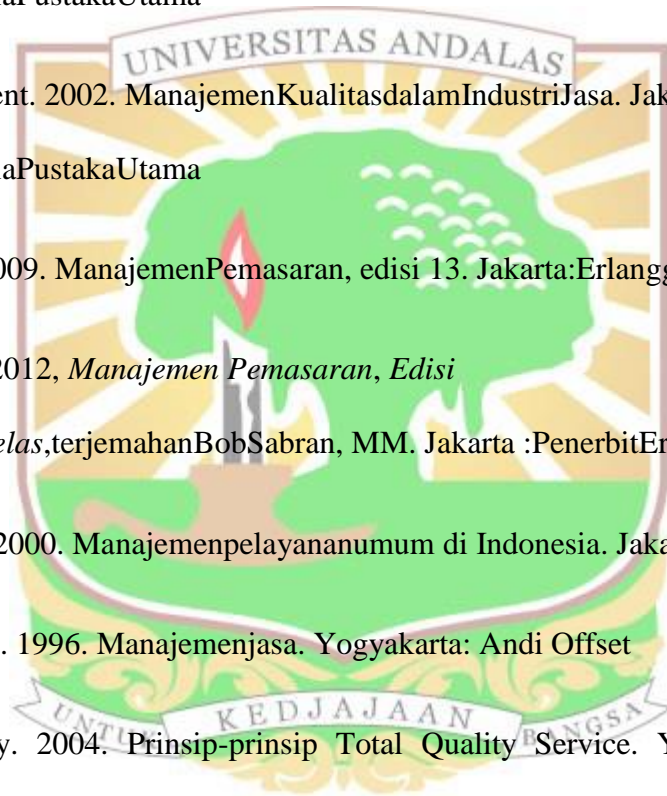 aPustakaUtama
UNIVERSITAS ANDALAS
ent. 2002. ManajemenKualitasdalamIndustriJasa. Jak
aPustakaUtama
009. ManajemenPemasaran, edisi 13. Jakarta:Erlangg
2012, Manajemen Pemasaran, Edisi
elas,terjemahanBobSabran, MM. Jakarta :PenerbitEr
2000. Manajemenpelayananumum di Indonesia. Jaka
. 1996. Manajemenjasa. Yogyakarta: Andi Offset
UNTUK KEDJAJAAN BANGSA
y. 2004. Prinsip-prinsip Total Quality Service. Y